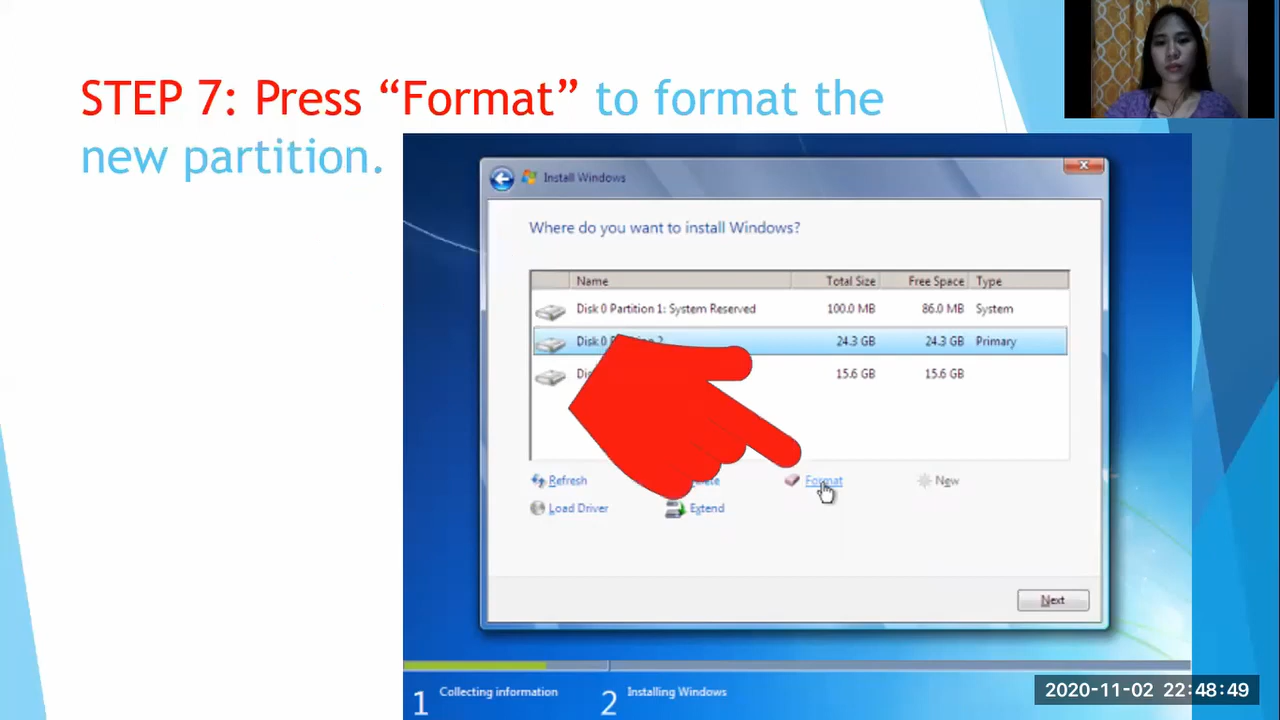 STEP 7: Press “Format” to format the
new partition.
Install Windows
Where do you want to install Windows?
Name Total Size Free Space Type
Disk 0 Partition 1: System Reserved 100.0 MB 86.0 MB System
Disk 0 2 24.3 GB 24.3 GB Primary
15.6 GB 15.6 GB
Refresh Format New
Load Driver Extend
Next
1 Collecting information 2 Installing Windows
2020-11-02 22:48:49